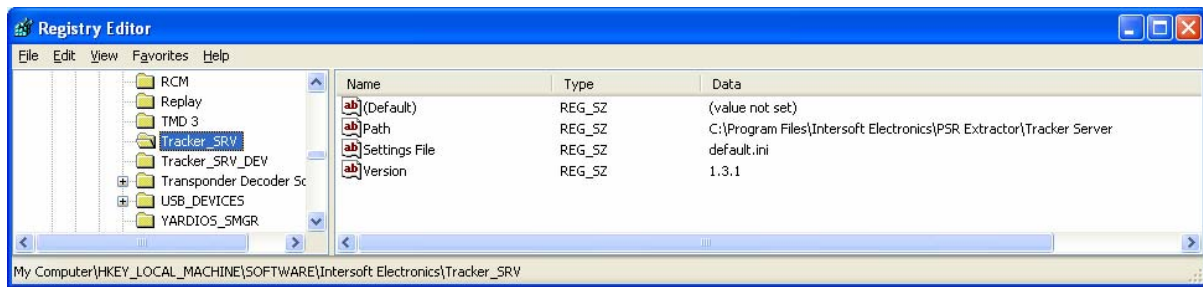 Registry Editor
File Edit View Favorites Help
RCM
Replay
TMD 3
Tracker_SRV
Tracker_SRV_DEV
Transponder Decoder Sc
USB_DEVICES
YARDIOS_SMGR
Name Type Data
(Default) REG_SZ (value not set)
Path REG_SZ C:\Program Files\Intersoft Electronics\PSR Extractor\Tracker Server
Settings File REG_SZ default.ini
Version REG_SZ 1.3.1
My Computer\HKEY_LOCAL_MACHINE\SOFTWARE\Intersoft Electronics\Tracker_SRV